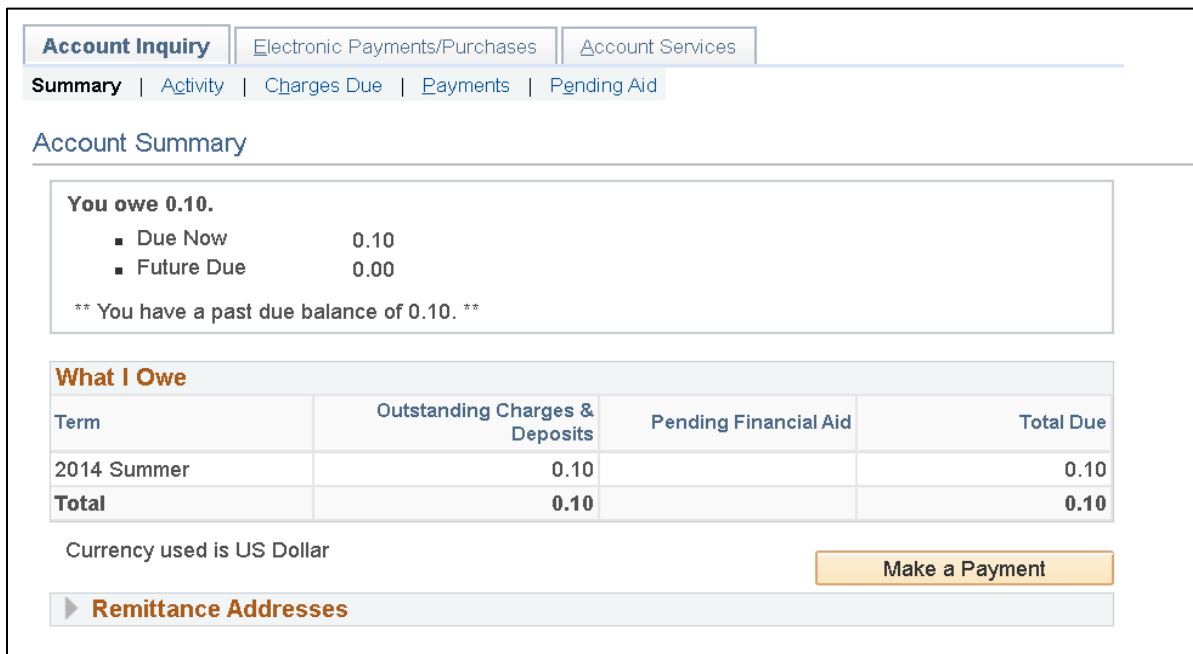 Account Inquiry Electronic Payments/Purchases Account Services
Summary | Activity | Charges Due | Payments | Pending Aid
Account Summary
You owe 0.10.
▪ Due Now 0.10
▪ Future Due 0.00
** You have a past due balance of 0.10. **
What I Owe
Term Outstanding Charges & Deposits Pending Financial Aid Total Due
2014 Summer 0.10 0.10
Total 0.10 0.10
Currency used is US Dollar
Make a Payment
Remittance Addresses